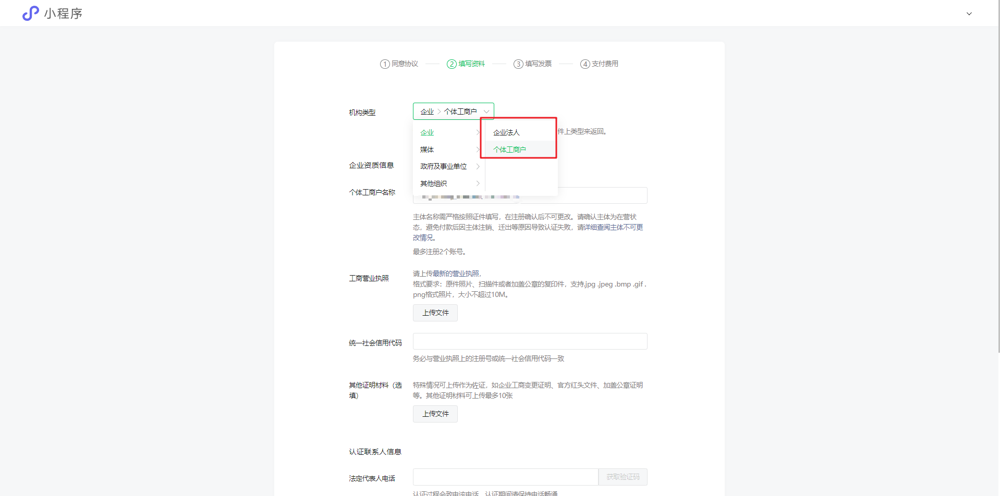 小程序
1 同意协议
2 填写资料
3 填写发票
4 支付费用
机构类型
企业 > 个体工商户
企业
媒体
政府及事业单位
其他组织
企业法人
个体工商户
件上类型来返回。
企业资质信息
个体工商户名称
主体名称需严格按照证件填写，在注册确认后不可更改。请确认主体为在营状
态，避免付款后因主体注销、迁出等原因导致认证失败，请详细查阅主体不可更
改情况。
最多注册2个账号。
工商营业执照
请上传最新的营业执照，
格式要求：原件照片、扫描件或者加盖公章的复印件，支持.jpg .jpeg .bmp .gif .
png格式照片，大小不超过10M。
上传文件
统一社会信用代码
务必与营业执照上的注册号或统一社会信用代码一致
其他证明材料（选
填）
特殊情况可上传作为佐证，如企业工商变更证明、官方红头文件、加盖公章证明
等。其他证明材料可上传最多10张
上传文件
认证联系人信息
法定代表人电话
获取验证码
认证过程会致电该电话，认证期间请保持电话畅通